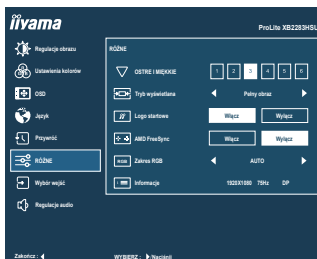 iiyama
ProLite XB2283HSU
Regulacje obrazu
Ustawienia kolorów
OSD
Język
Przywróć
RÓŻNE
Wybór wejść
Regulacje audio
RÓŻNE
OSTRE I MIĘKKIE 1 2 3 4 5 6
Tryb wyświetlana Pełny obraz
Logo startowe Włącz Wyłącz
AMD FreeSync Włącz Wyłącz
RGB Zakres RGB AUTO
Informacje 1920X1080 75Hz DP
Zakończ : WYBIERZ : /Naciśnij